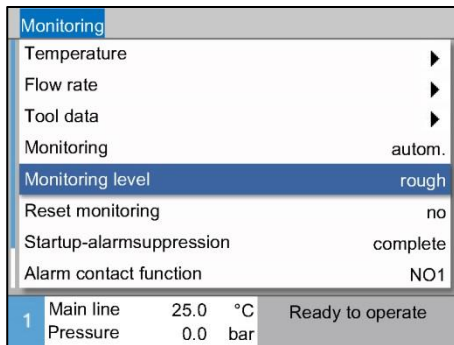 Monitoring
Temperature
Flow rate
Tool data
Monitoring autom.
Monitoring level rough
Reset monitoring no
Startup-alarmsuppression complete
Alarm contact function NO1
1 Main line 25.0 °C Ready to operate
Pressure 0.0 bar